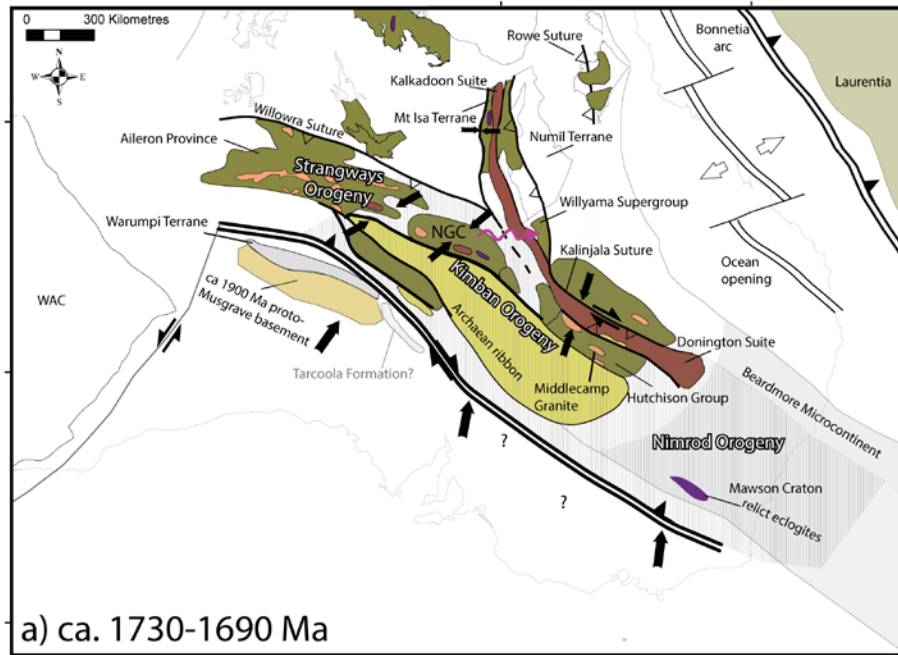 0 300 Kilometres
N
W E
S
Rowe Suture
Bonnetia
arc
Laurentia
Kalkadoon Suite
Mt Isa Terrane
Numil Terrane
Willowra Suture
Aileron Province
Strangways
Orogeny
Warumpi Terrane
Willyama Supergroup
NGC
Kalinjala Suture
Ocean
opening
WAC
ca 1900 Ma proto-
Musgrave basement
Kimban Orogeny
Archaean ribbon
Donington Suite
Tarcoola Formation?
Middlecamp
Granite
Hutchison Group
Beardmore Microcontinent
Nimrod Orogeny
?
?
Mawson Craton
relict eclogites
a) ca. 1730-1690 Ma